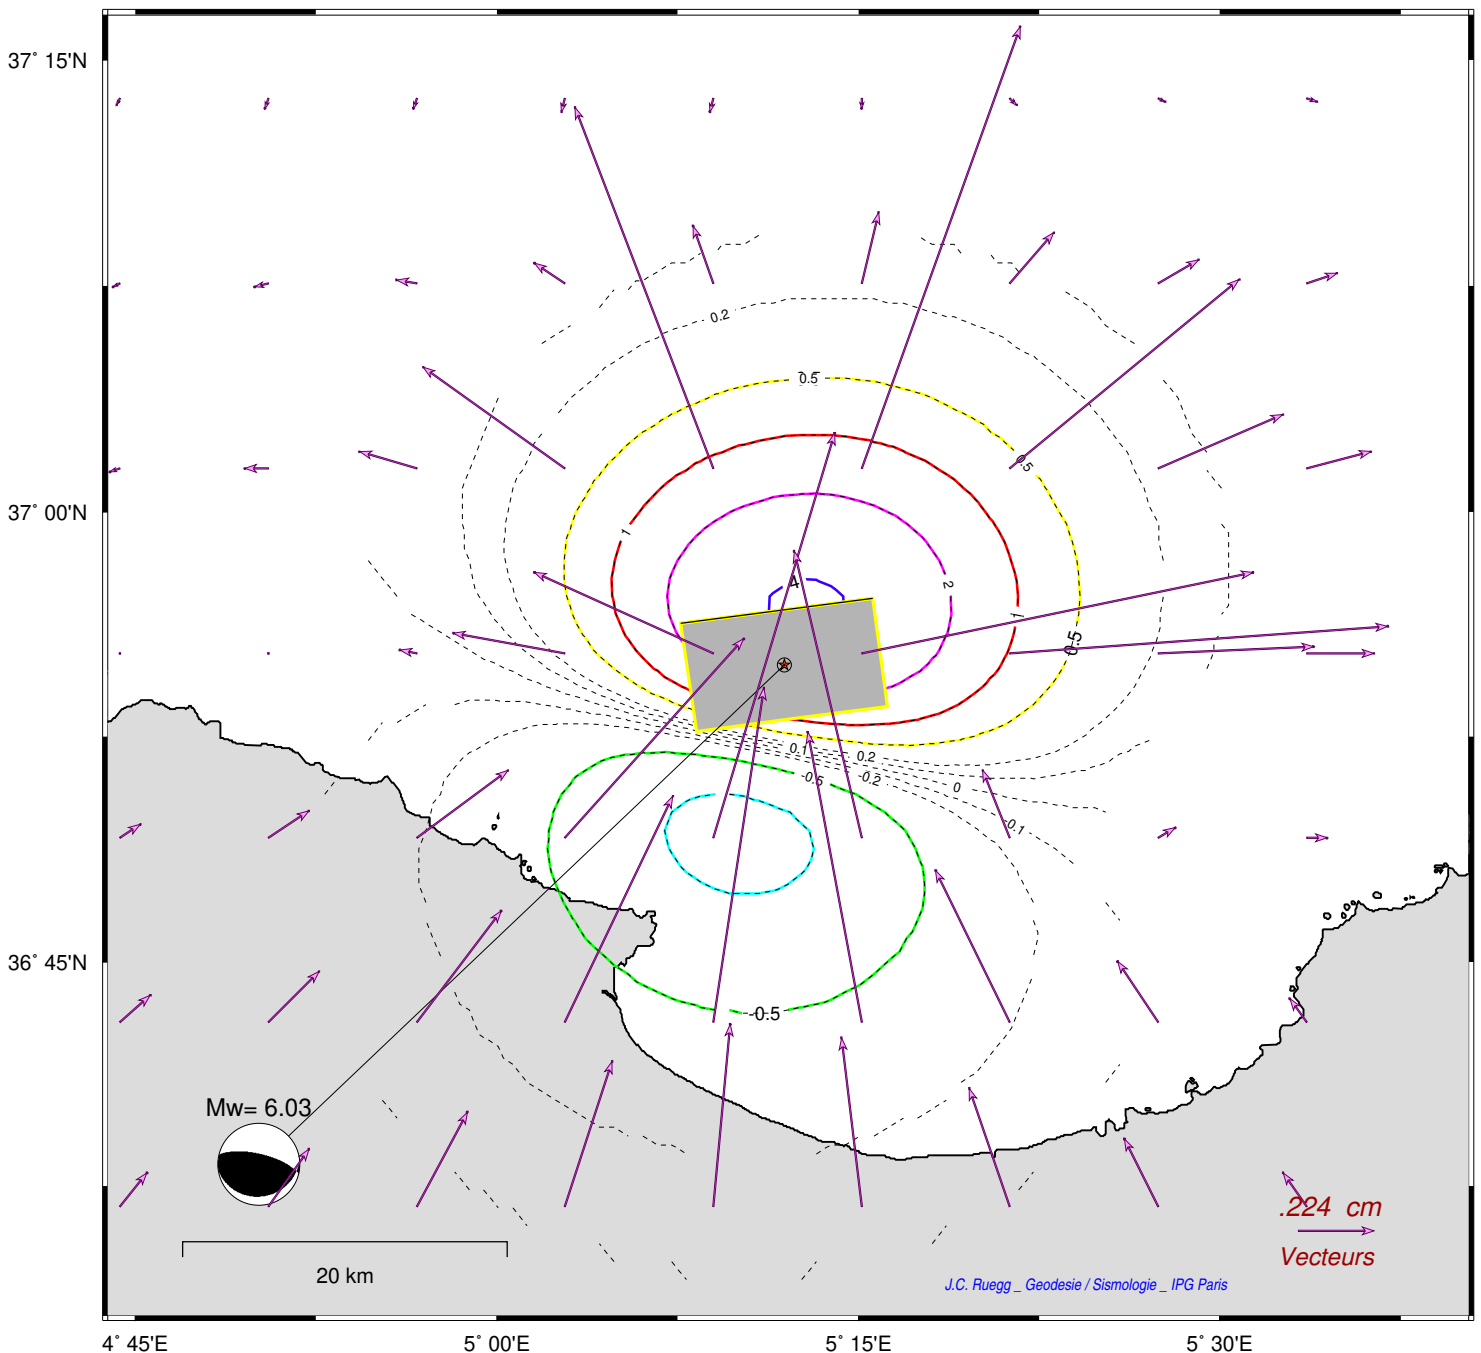 37° 15'N
0.2
0.5
0.5
37° 00'N
1
4
2
1
0.5
0.1
0.2
-0.5
-0.2
0
-0.1
36° 45'N
-0.5
Mw= 6.03
.224 cm
Vecteurs
20 km
J.C. Ruegg _ Geodesie / Sismologie _ IPG Paris
4° 45'E
5° 00'E
5° 15'E
5° 30'E